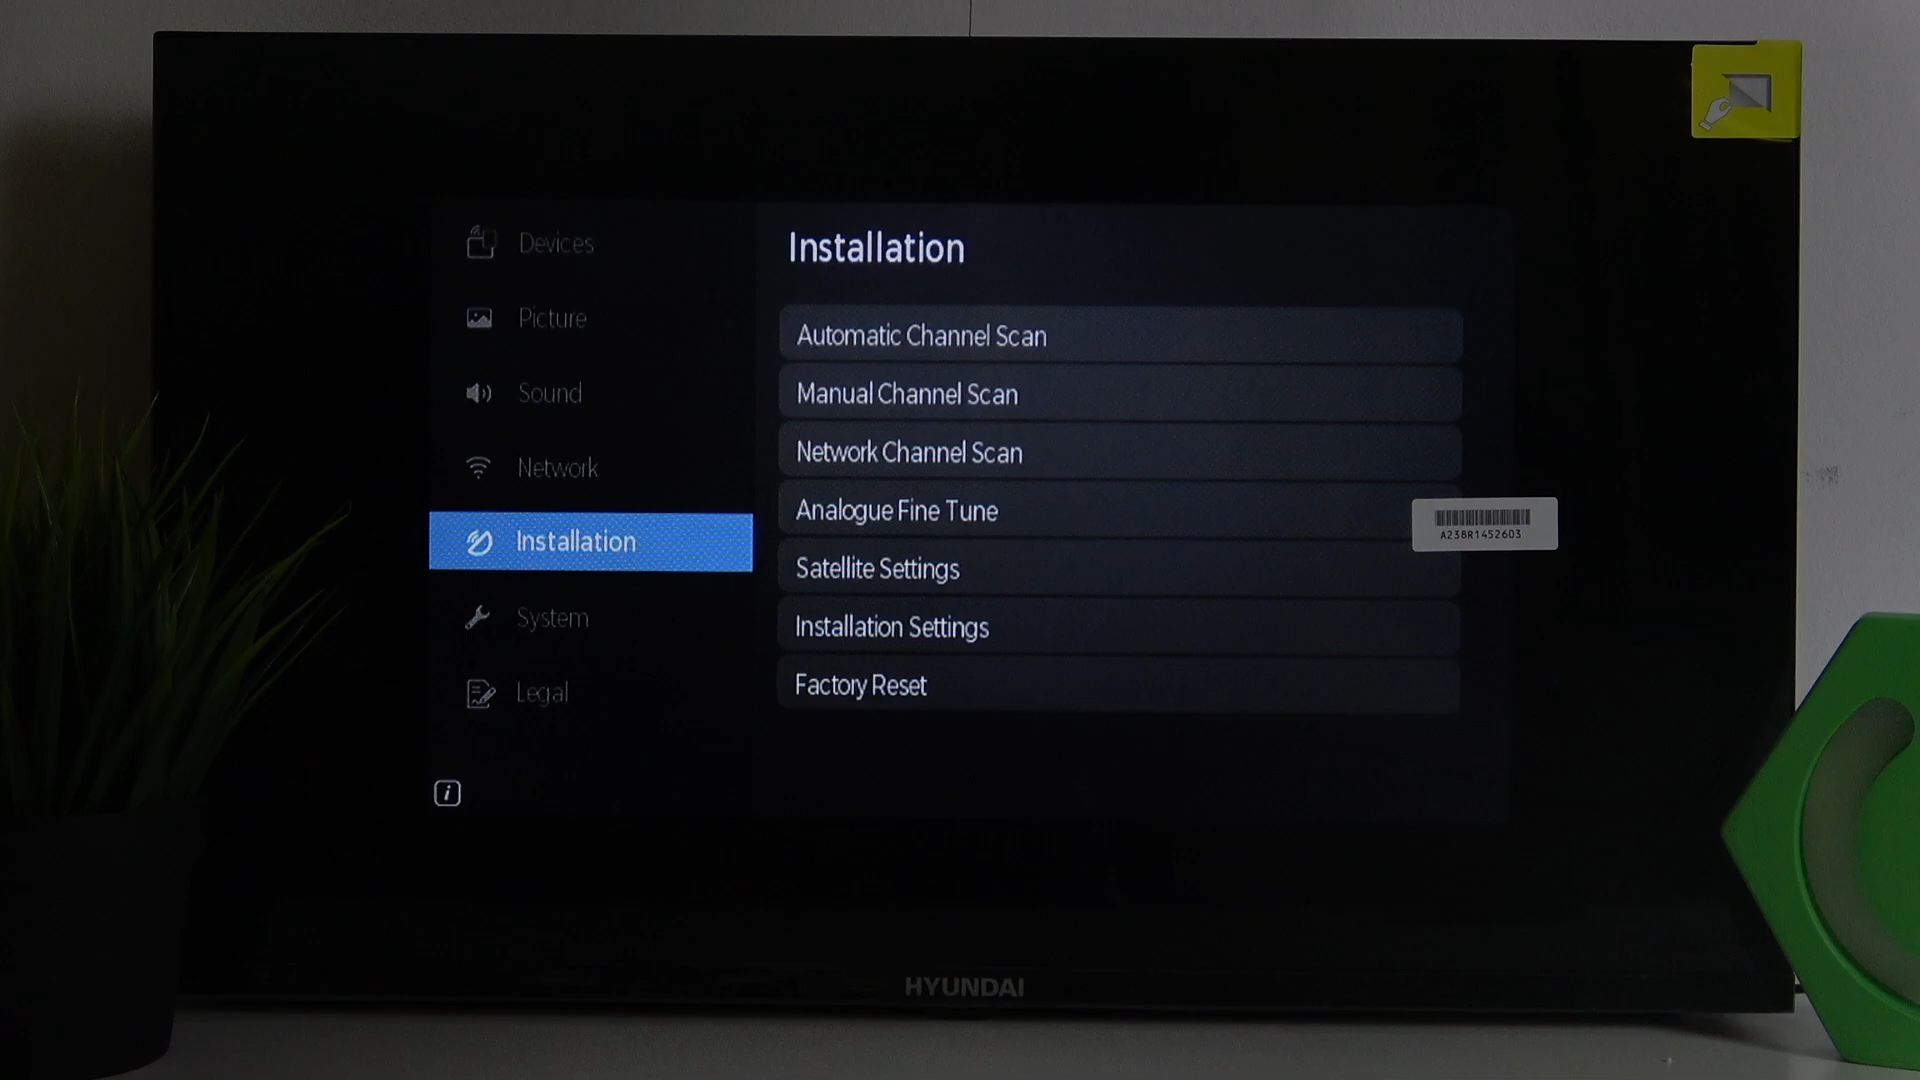 Devices
Picture
Sound
Network
Installation
System
Legal
Installation
Automatic Channel Scan
Manual Channel Scan
Network Channel Scan
Analogue Fine Tune
Satellite Settings
Installation Settings
Factory Reset
A238R1452603
i
HYUNDAI